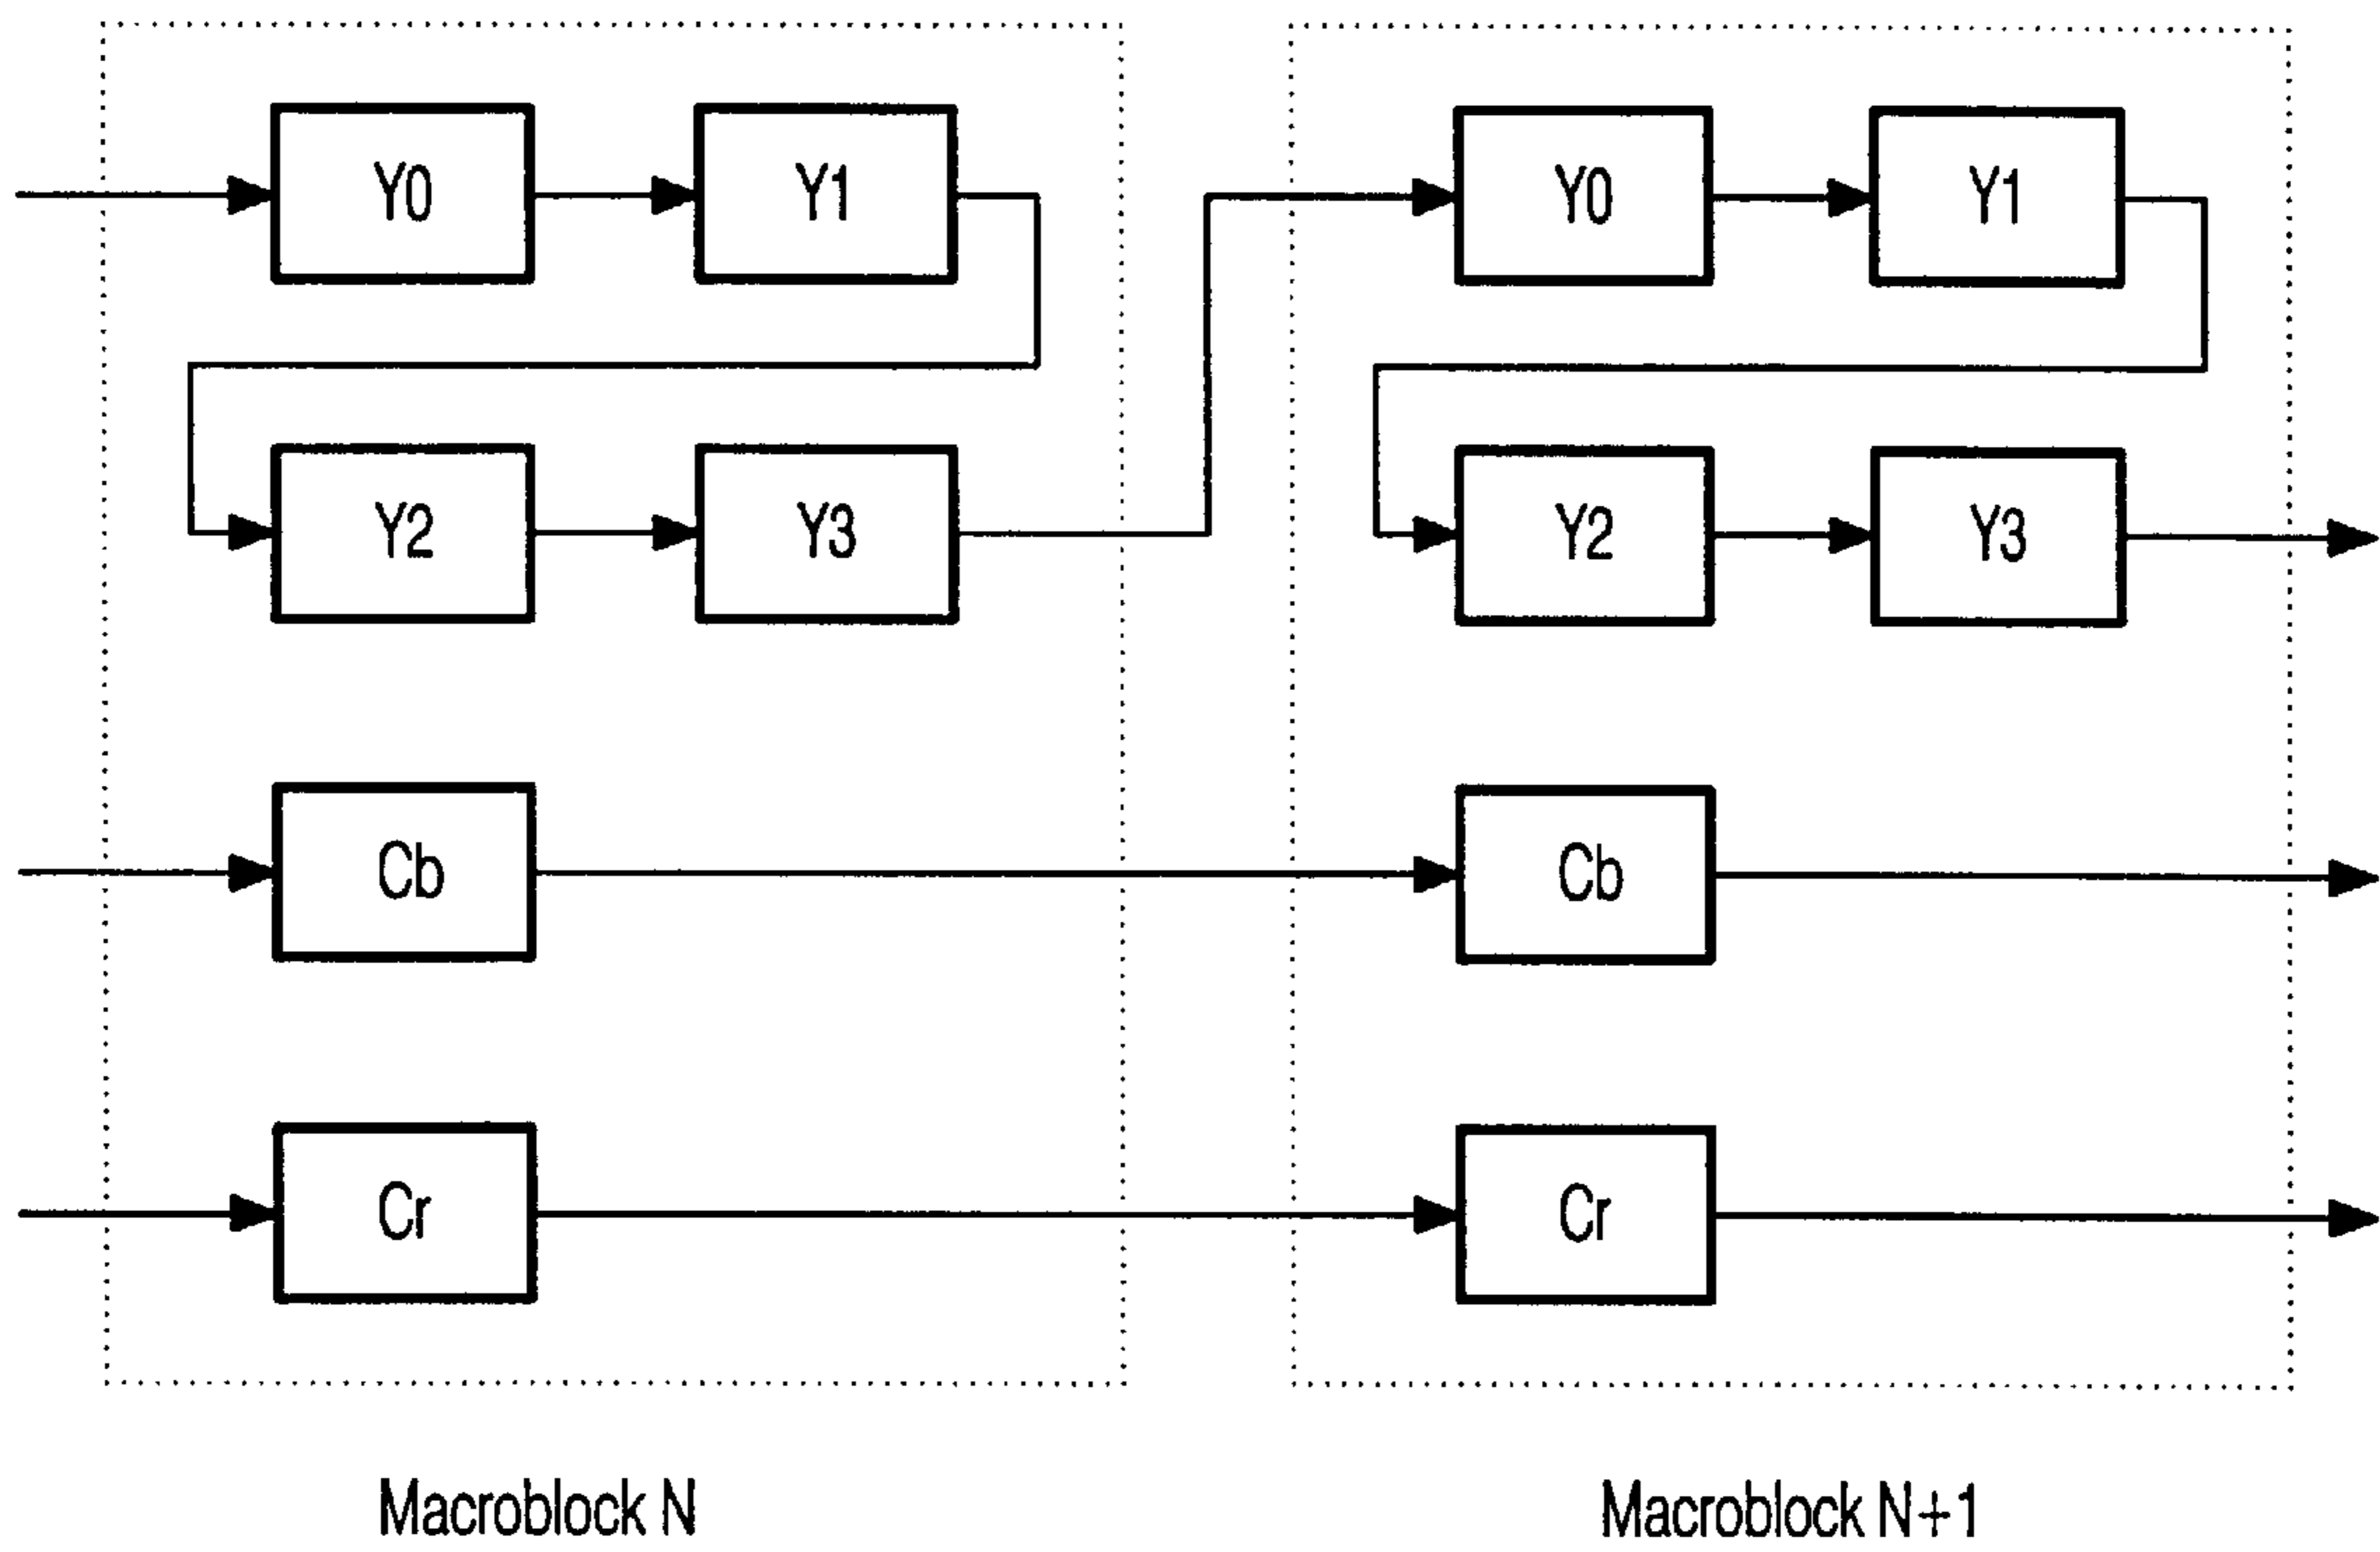 Y0
Y1
Y2
Y3
Cb
Cr
Macroblock N
Y0
Y1
Y2
Y3
Cb
Cr
Macroblock N+1